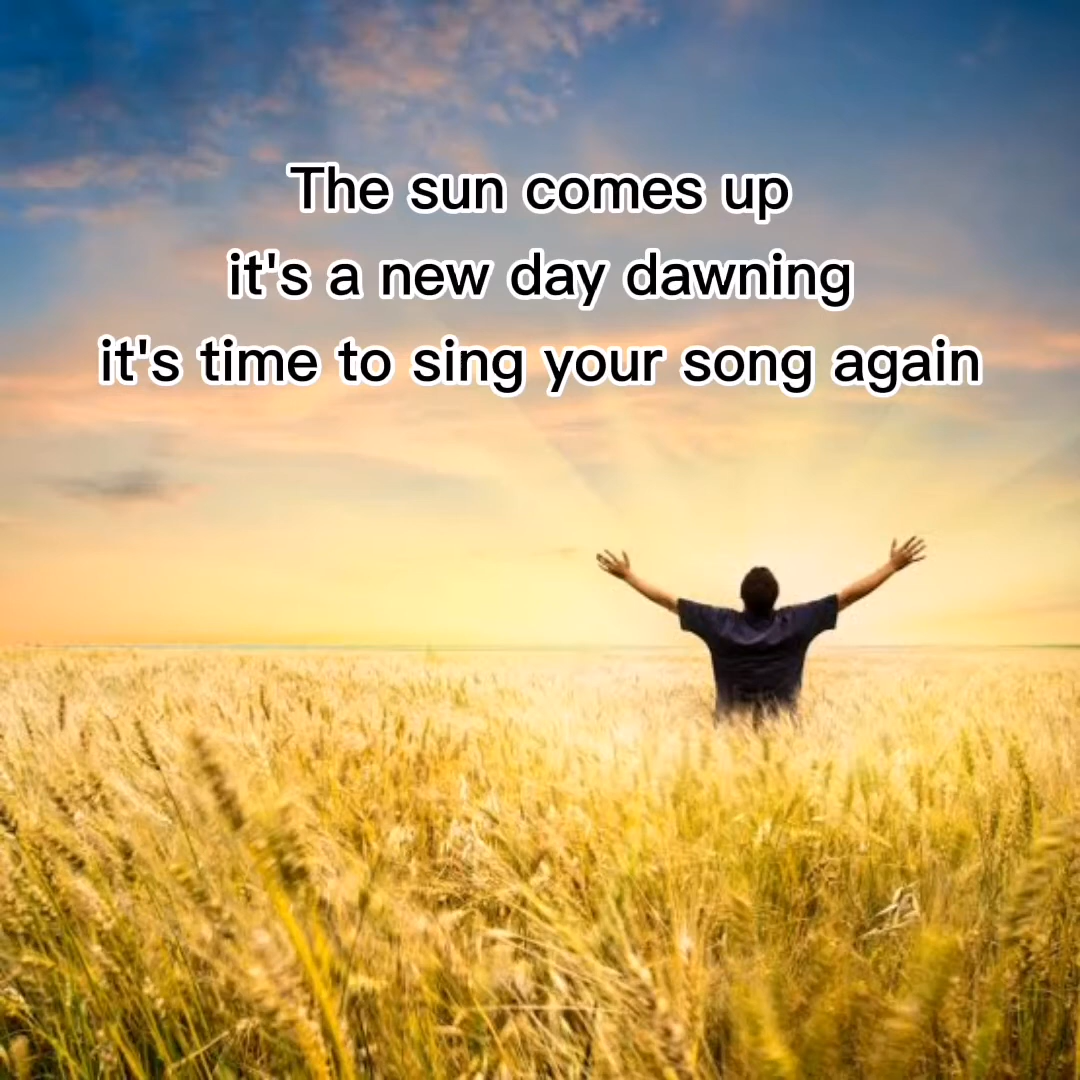 The sun comes up
it's a new day dawning
it's time to sing your song again